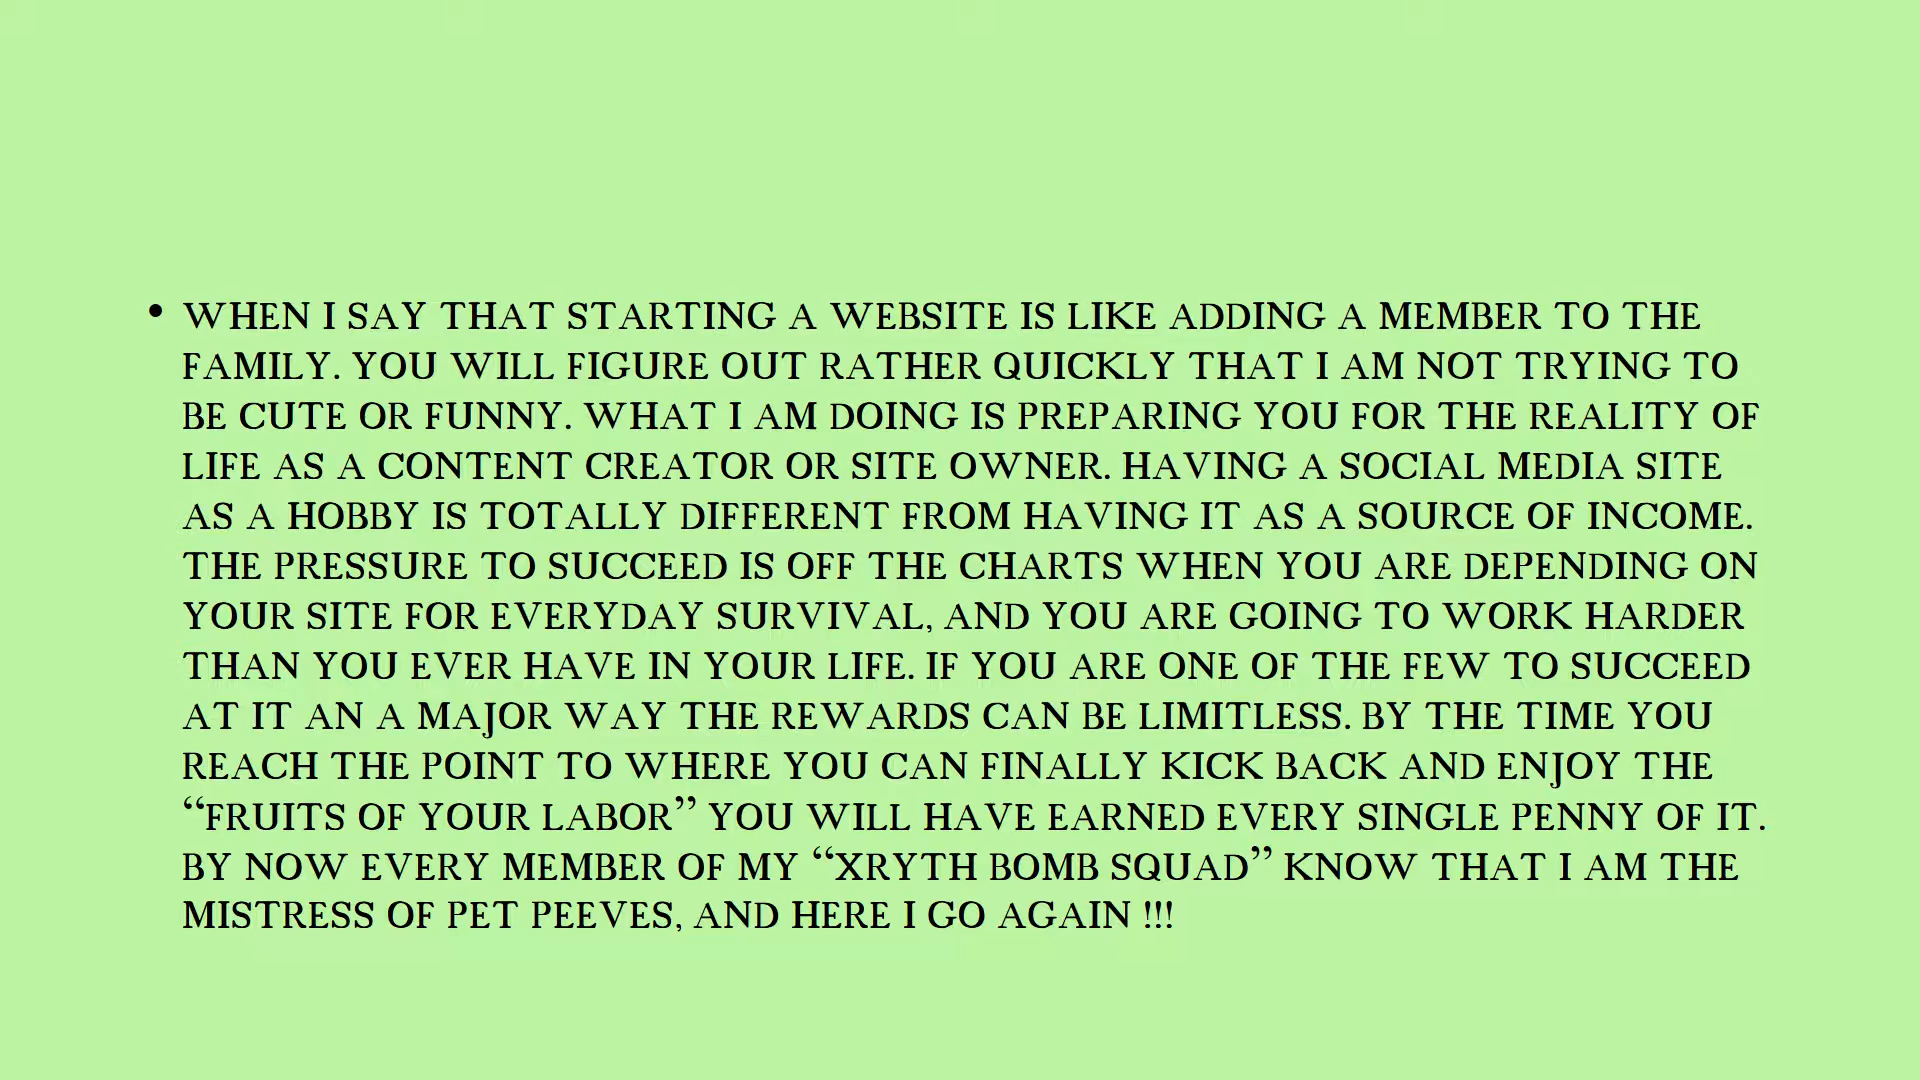 • WHEN I SAY THAT STARTING A WEBSITE IS LIKE ADDING A MEMBER TO THE
FAMILY. YOU WILL FIGURE OUT RATHER QUICKLY THAT I AM NOT TRYING TO
BE CUTE OR FUNNY. WHAT I AM DOING IS PREPARING YOU FOR THE REALITY OF
LIFE AS A CONTENT CREATOR OR SITE OWNER. HAVING A SOCIAL MEDIA SITE
AS A HOBBY IS TOTALLY DIFFERENT FROM HAVING IT AS A SOURCE OF INCOME.
THE PRESSURE TO SUCCEED IS OFF THE CHARTS WHEN YOU ARE DEPENDING ON
YOUR SITE FOR EVERYDAY SURVIVAL, AND YOU ARE GOING TO WORK HARDER
THAN YOU EVER HAVE IN YOUR LIFE. IF YOU ARE ONE OF THE FEW TO SUCCEED
AT IT AN A MAJOR WAY THE REWARDS CAN BE LIMITLESS. BY THE TIME YOU
REACH THE POINT TO WHERE YOU CAN FINALLY KICK BACK AND ENJOY THE
“FRUITS OF YOUR LABOR” YOU WILL HAVE EARNED EVERY SINGLE PENNY OF IT.
BY NOW EVERY MEMBER OF MY “XRYTH BOMB SQUAD” KNOW THAT I AM THE
MISTRESS OF PET PEEVES, AND HERE I GO AGAIN !!!